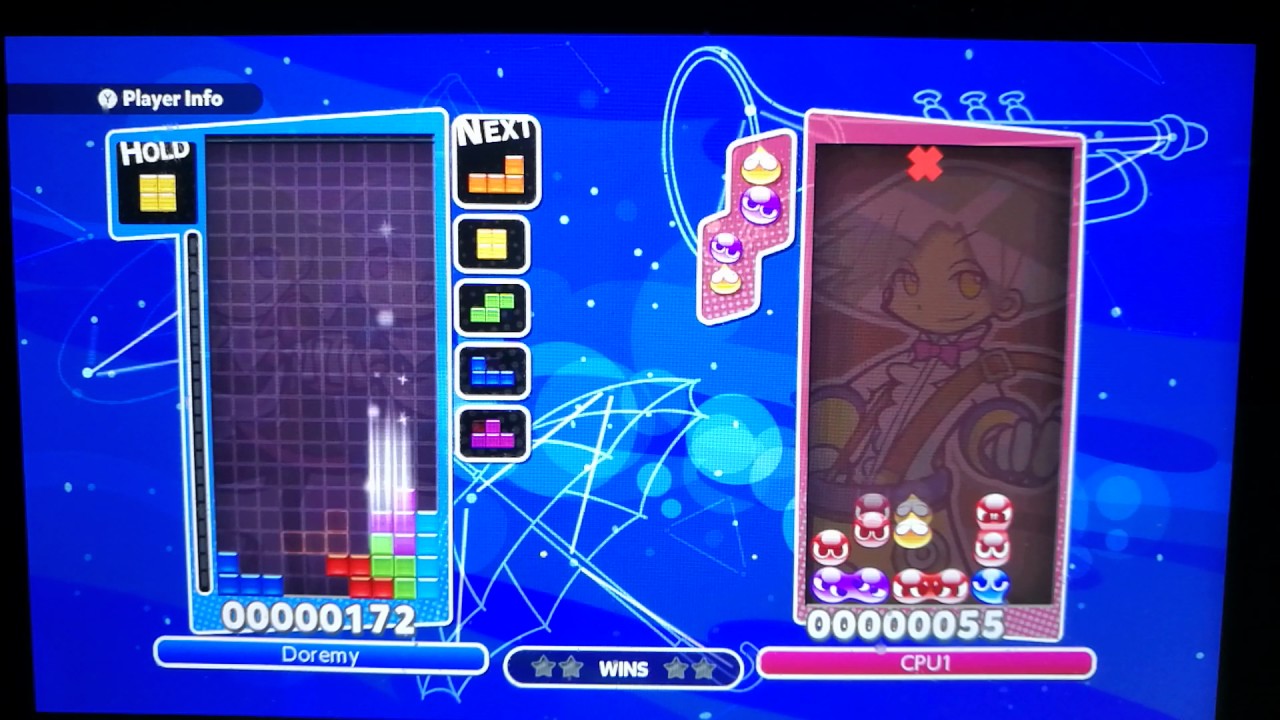 Ⓨ Player Info
HOLD
NEXT
00000172
00000055
Doremy
WINS
CPU1